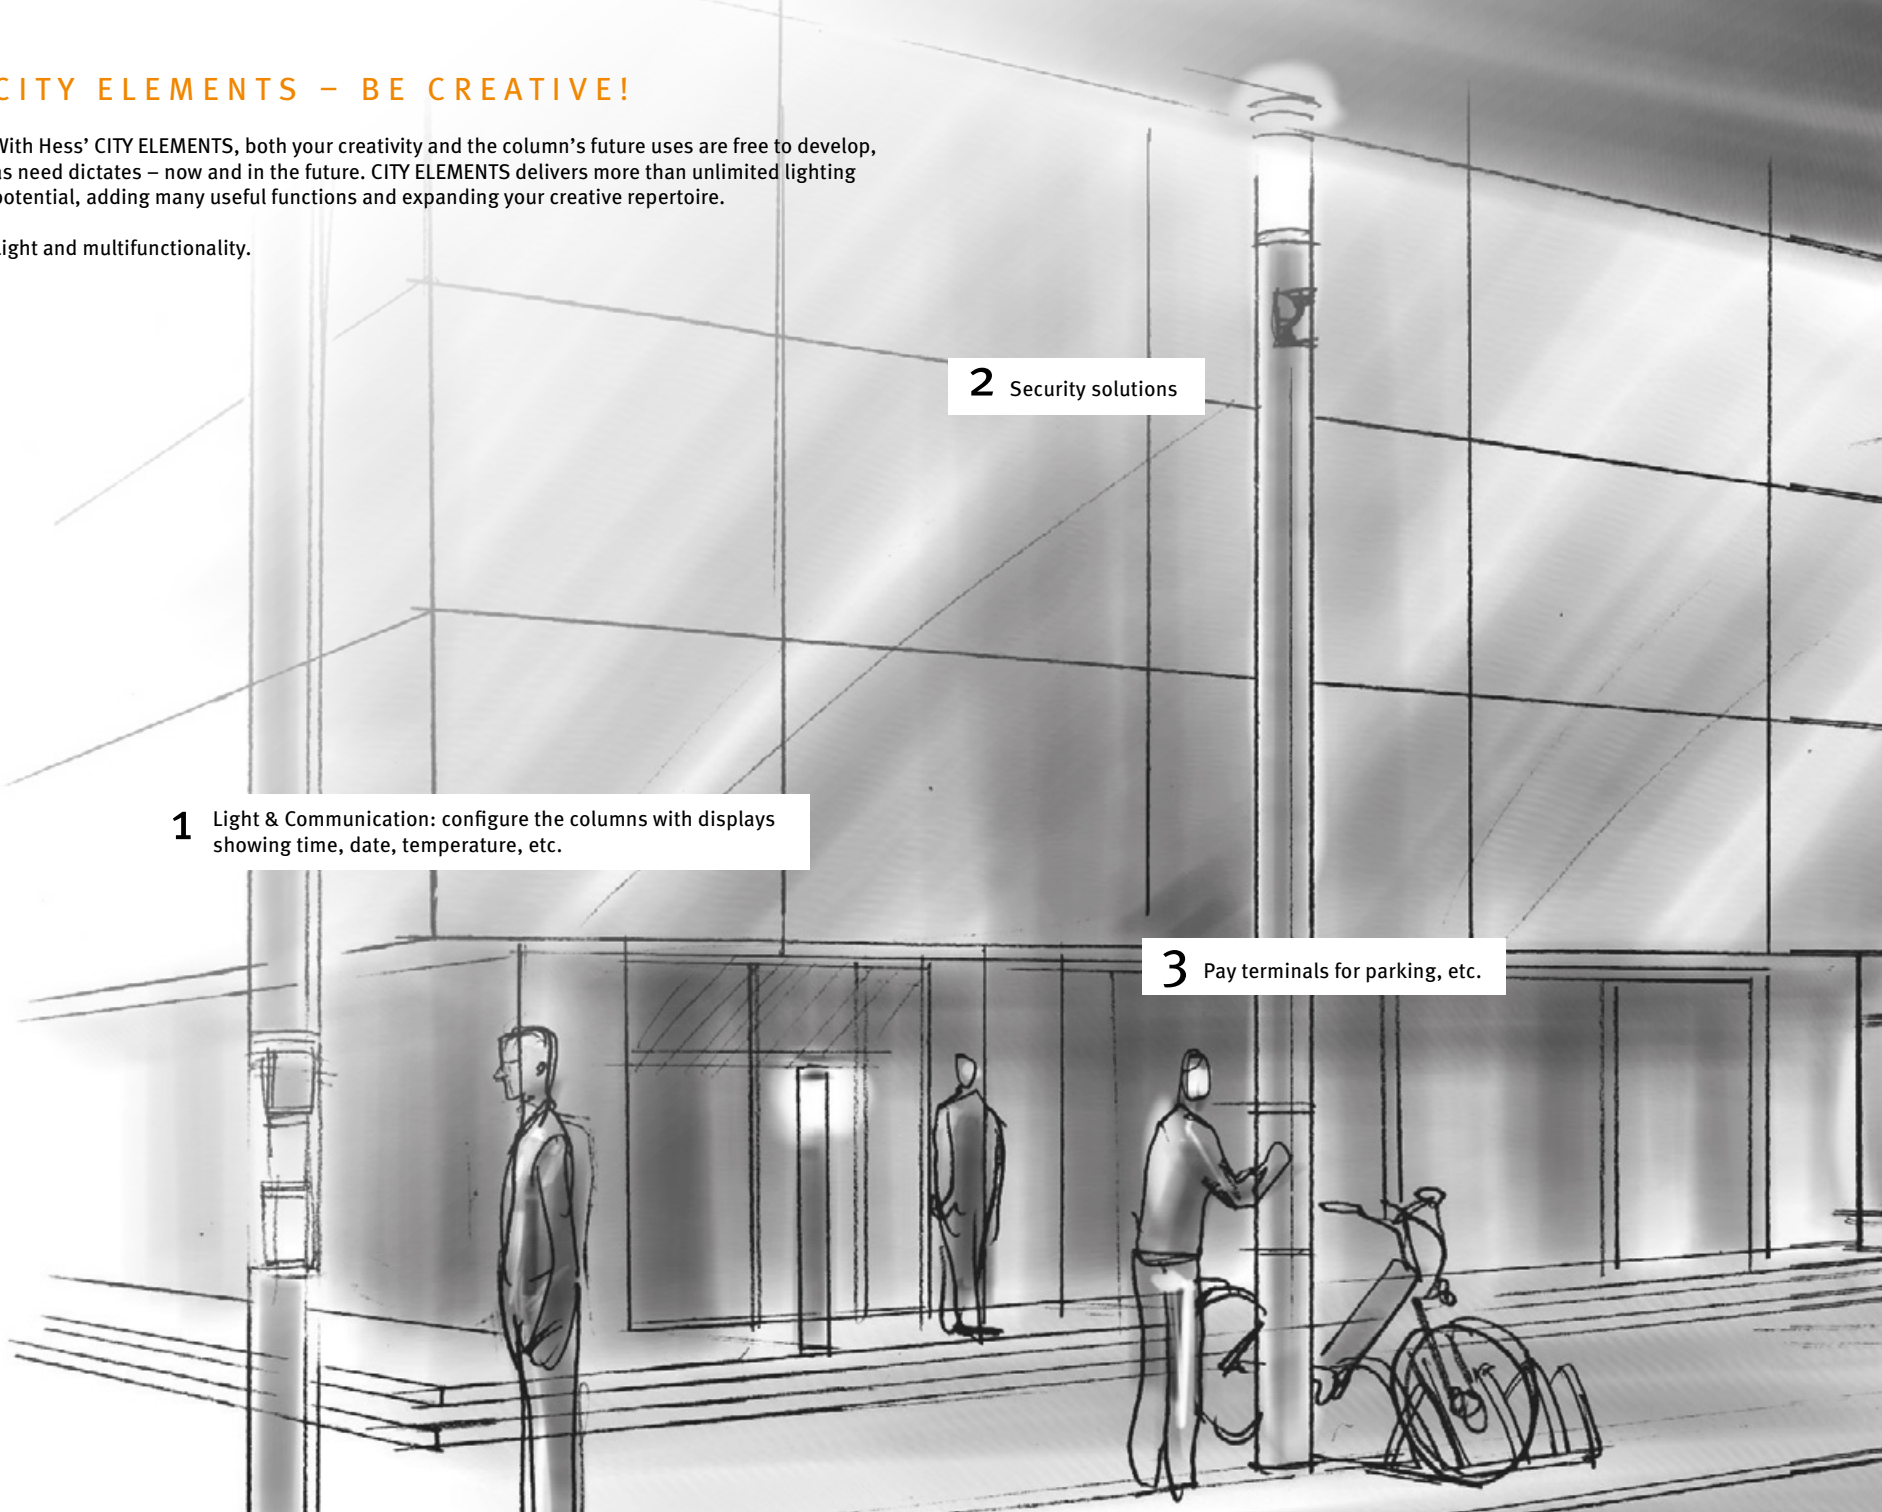 CITY ELEMENTS – BE CREATIVE!
With Hess’ CITY ELEMENTS, both your creativity and the column’s future uses are free to develop,
as need dictates – now and in the future. CITY ELEMENTS delivers more than unlimited lighting
potential, adding many useful functions and expanding your creative repertoire.
Light and multifunctionality.
2 Security solutions
1 Light & Communication: configure the columns with displays
showing time, date, temperature, etc.
3 Pay terminals for parking, etc.